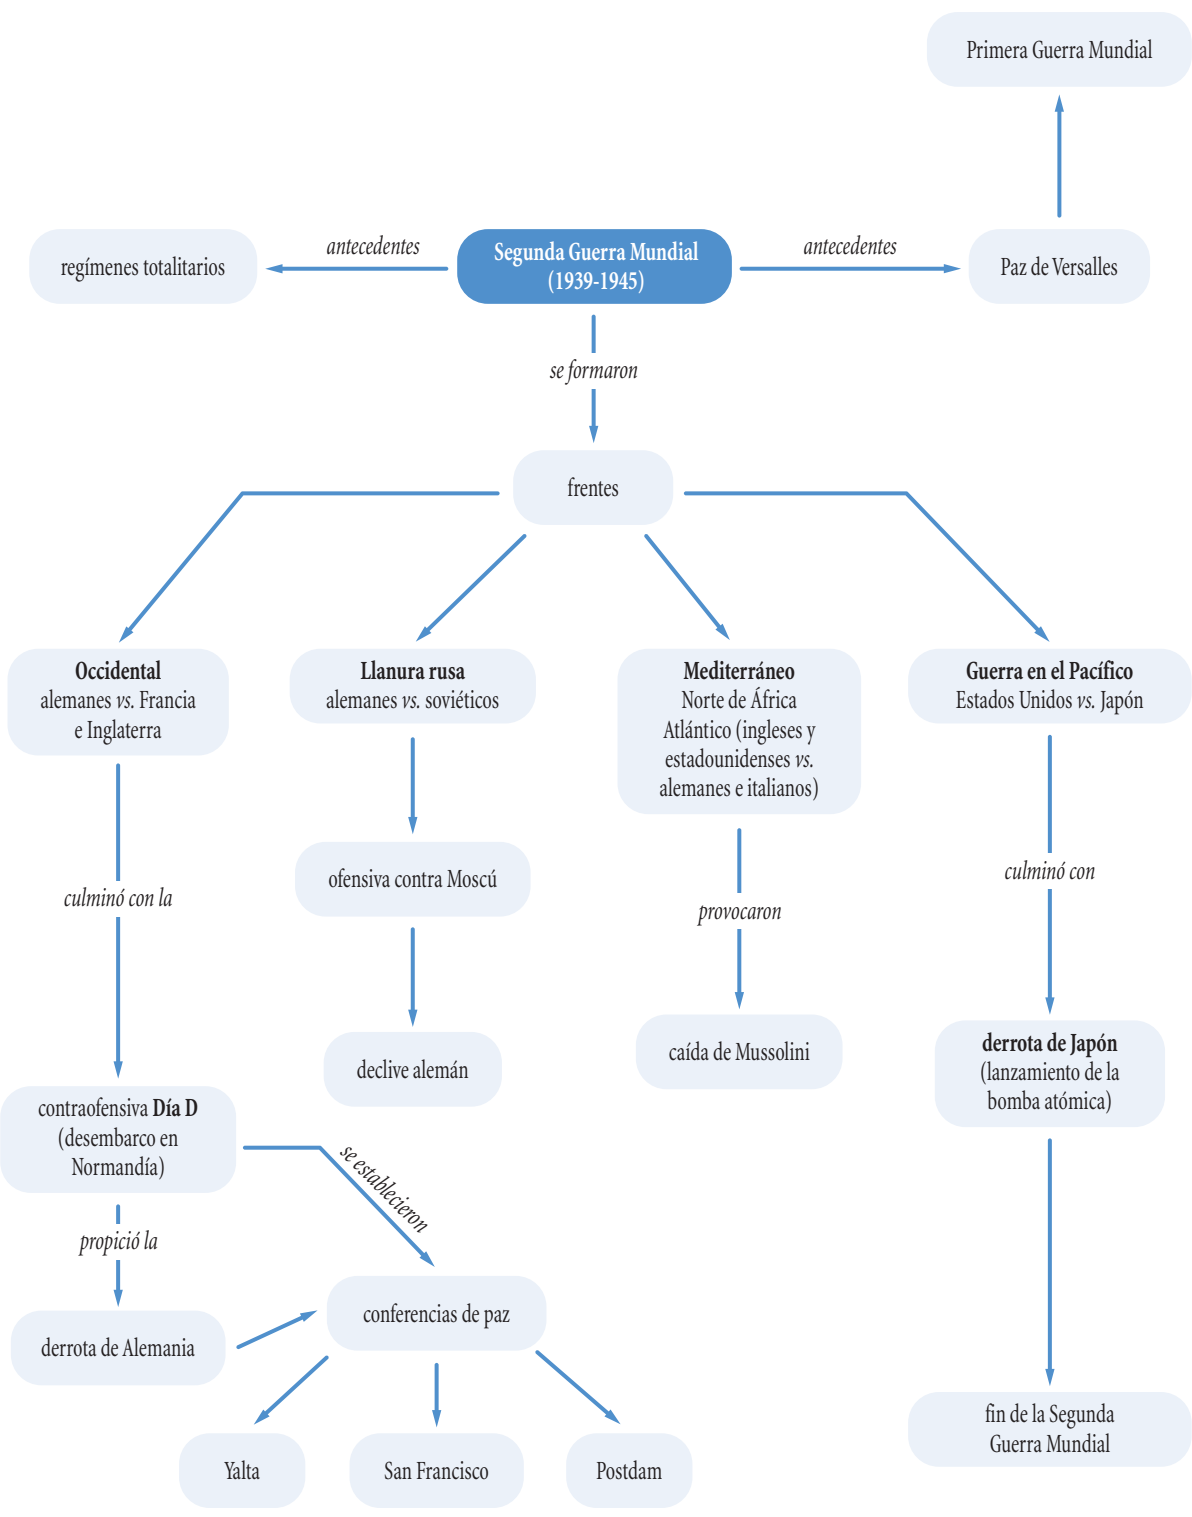 Primera Guerra Mundial
regímenes totalitarios
antecedentes
Segunda Guerra Mundial
(1939-1945)
antecedentes
Paz de Versalles
se formaron
frentes
Occidental
alemanes vs. Francia
e Inglaterra
Llanura rusa
alemanes vs. soviéticos
Mediterráneo
Norte de África
Atlántico (ingleses y
estadounidenses vs.
alemanes e italianos)
Guerra en el Pacífico
Estados Unidos vs. Japón
culminó con la
ofensiva contra Moscú
provocaron
culminó con
declive alemán
caída de Mussolini
derrota de Japón
(lanzamiento de la
bomba atómica)
contraofensiva Día D
(desembarco en
Normandía)
se establecieron
propició la
derrota de Alemania
conferencias de paz
Yalta
San Francisco
Postdam
fin de la Segunda
Guerra Mundial